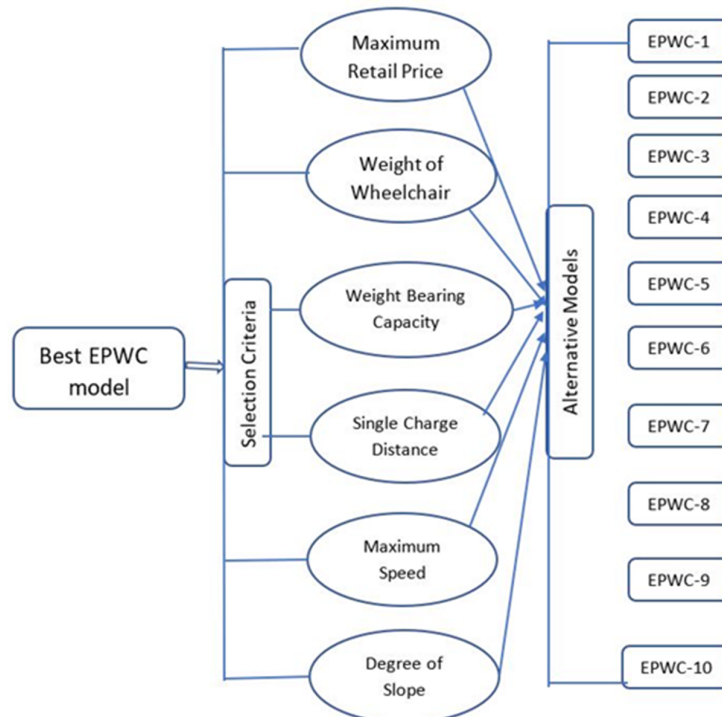 Best EPWC
model
Selection Criteria
Maximum
Retail Price
Weight of
Wheelchair
Weight Bearing
Capacity
Single Charge
Distance
Maximum
Speed
Degree of
Slope
Alternative Models
EPWC-1
EPWC-2
EPWC-3
EPWC-4
EPWC-5
EPWC-6
EPWC-7
EPWC-8
EPWC-9
EPWC-10